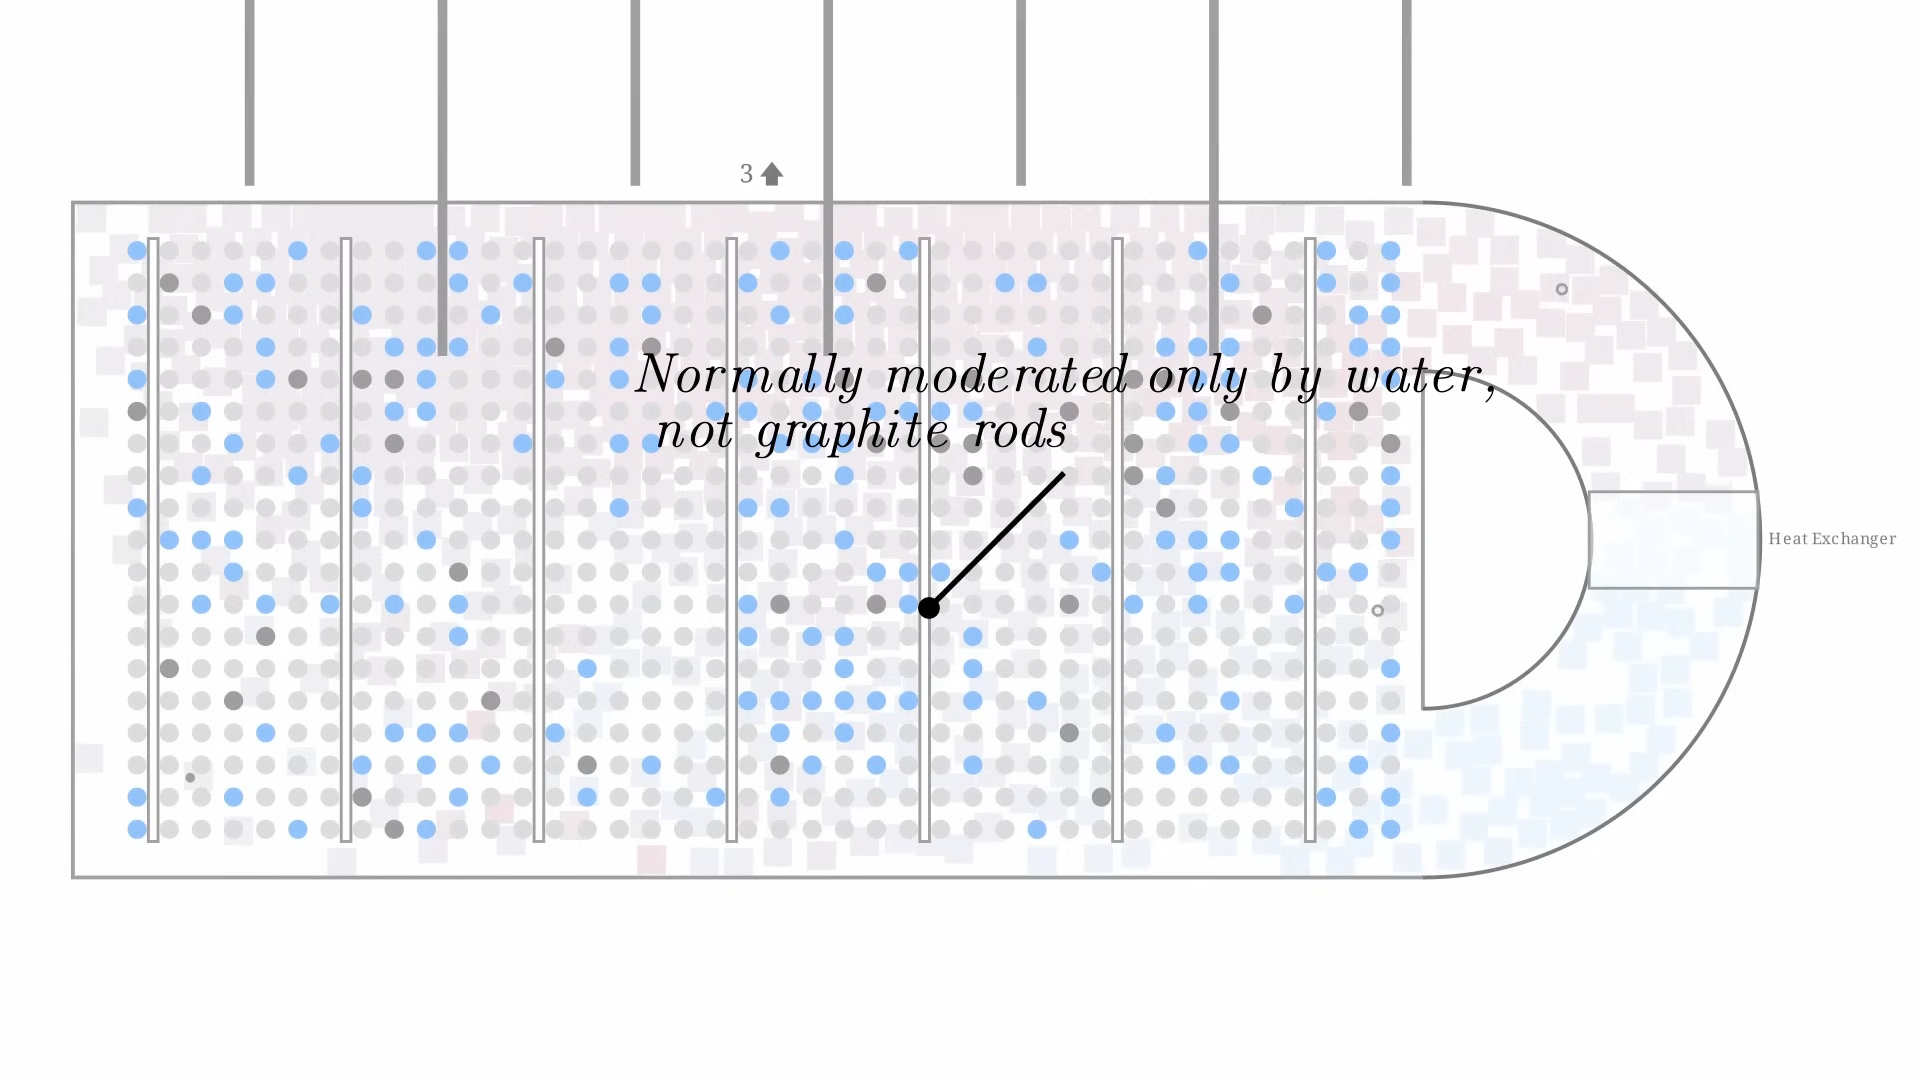 3
Normally moderated only by water,
not graphite rods
Heat Exchanger